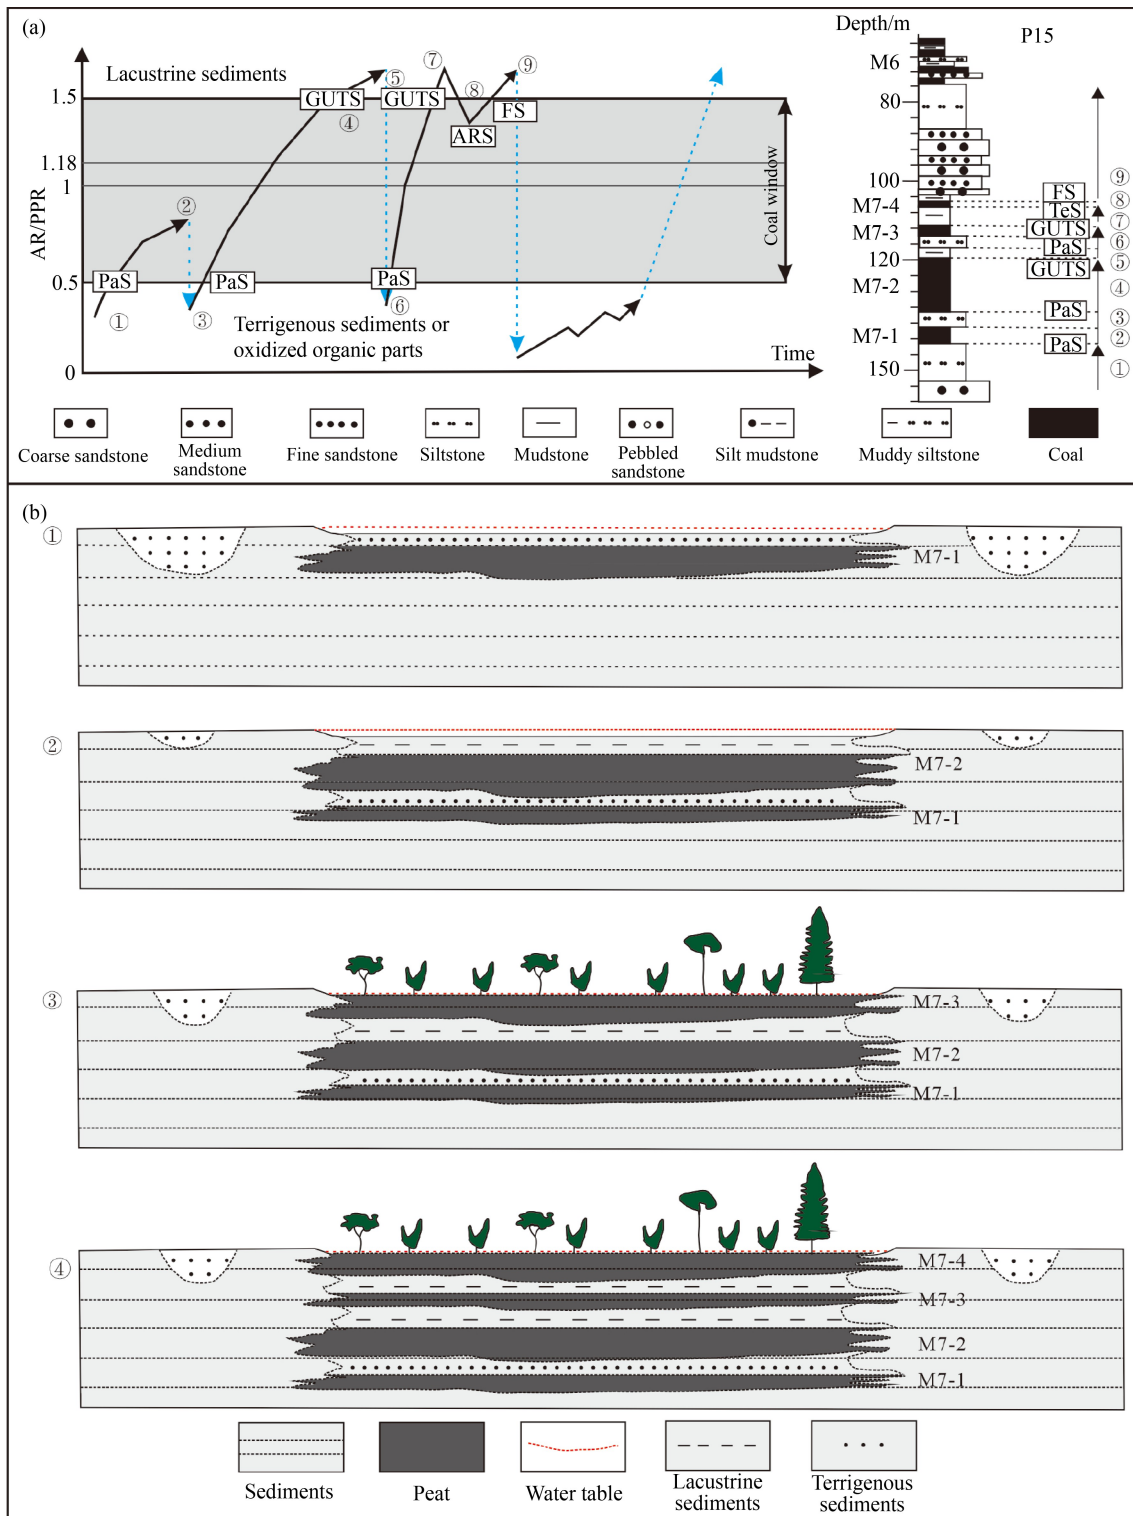 (a)
Lacustrine sediments
1.5
1.18
1
0.5
0
AR/PPR
GUTS
GUTS
FS
ARS
PaS
PaS
PaS
①
②
③
④
⑤
⑥
⑦
⑧
⑨
Coal window
Terrigenous sediments or
oxidized organic parts
Time
Depth/m
P15
M6
80
100
M7-4
M7-3
120
M7-2
M7-1
150
FS
TeS
GUTS
PaS
GUTS
PaS
PaS
⑨
⑧
⑦
⑥
⑤
④
③
②
①
Coarse sandstone
Medium
sandstone
Fine sandstone
Siltstone
Mudstone
Pebbled
sandstone
Silt mudstone
Muddy siltstone
Coal
(b)
①
M7-1
②
M7-2
M7-1
③
M7-3
M7-2
M7-1
④
M7-4
M7-3
M7-2
M7-1
Sediments
Peat
Water table
Lacustrine
sediments
Terrigenous
sediments